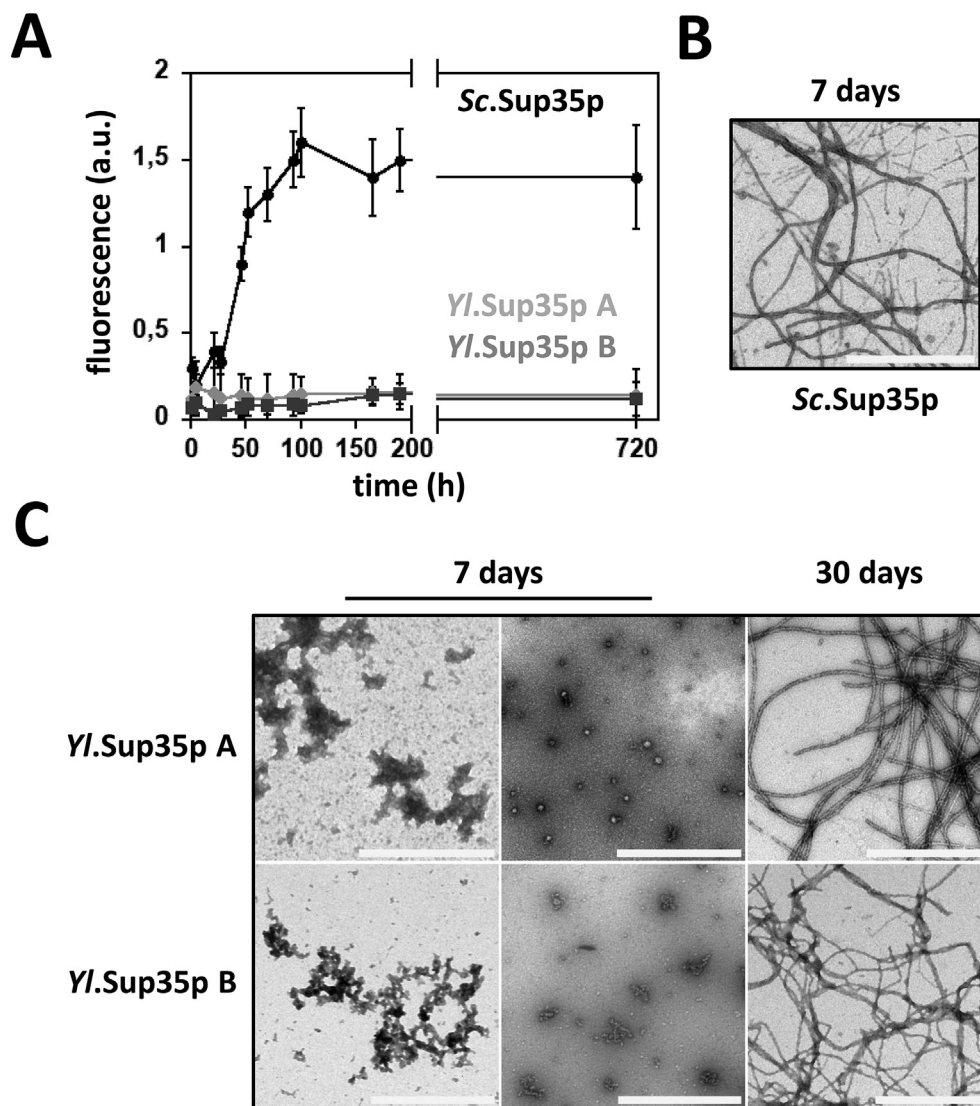 A
2
1,5
1
0,5
0
fluorescence (a.u.)
Sc.Sup35p
Yl.Sup35p A
Yl.Sup35p B
0 50 100 150 200 720
time (h)
B
7 days
Sc.Sup35p
C
7 days 30 days
Yl.Sup35p A
Yl.Sup35p B